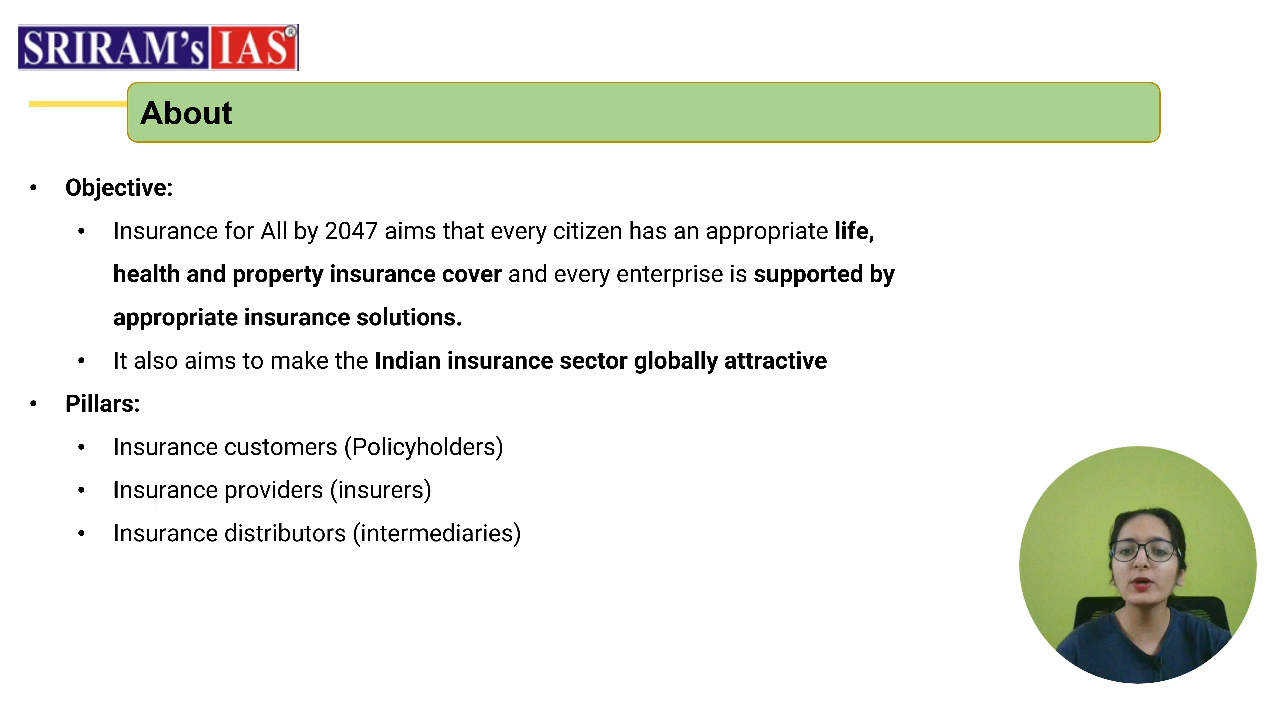 SRIRAM's IAS®
About
• Objective:
• Insurance for All by 2047 aims that every citizen has an appropriate life,
health and property insurance cover and every enterprise is supported by
appropriate insurance solutions.
• It also aims to make the Indian insurance sector globally attractive
• Pillars:
• Insurance customers (Policyholders)
• Insurance providers (insurers)
• Insurance distributors (intermediaries)